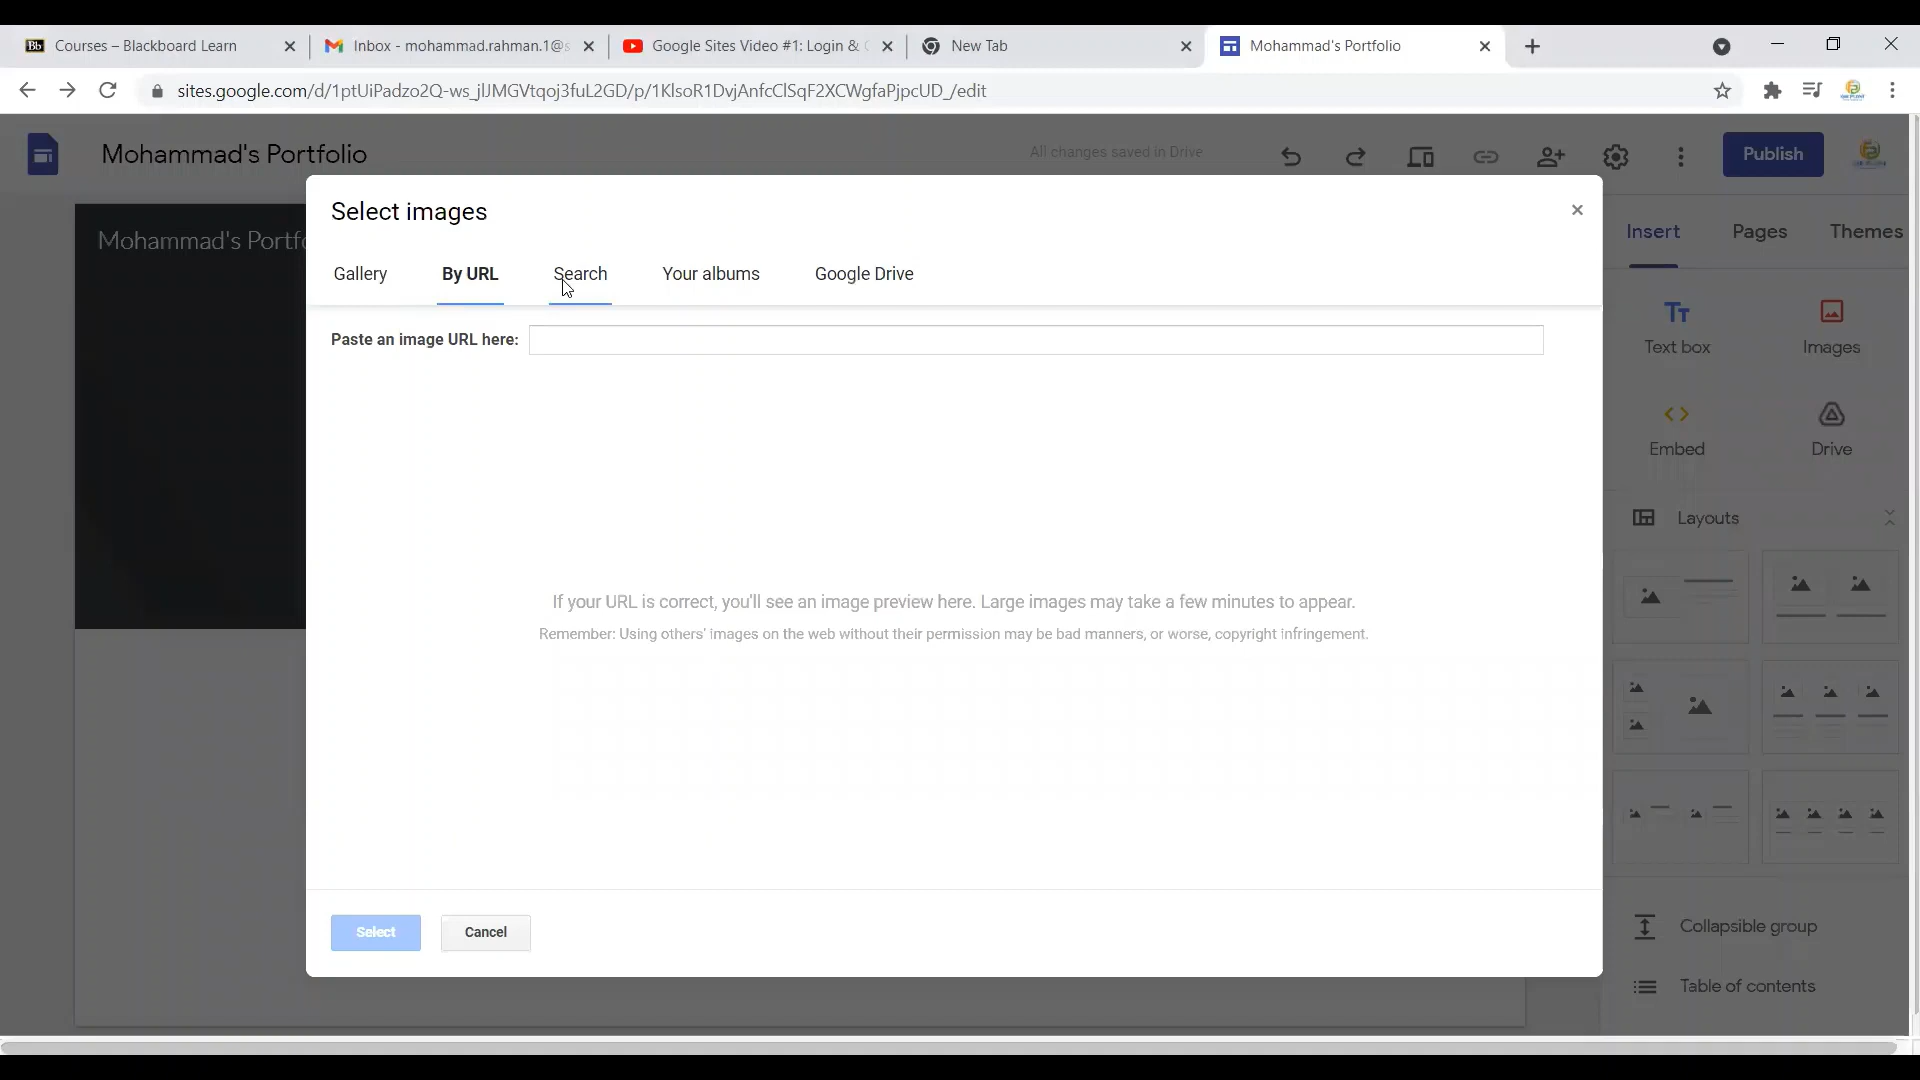 Courses – Blackboard Learn
Inbox - mohammad.rahman.1@s
Google Sites Video #1: Login &
New Tab
Mohammad's Portfolio
sites.google.com/d/1ptUiPadzo2Q-ws_jlJMGVtqoj3fuL2GD/p/1KlsoR1DvjAnfcClSqF2XCWgfaPjpcUD_/edit
Mohammad's Portfolio
All changes saved in Drive
Publish
Mohammad's Portfo
Select images
Gallery
By URL
Search
Your albums
Google Drive
Paste an image URL here:
If your URL is correct, you'll see an image preview here. Large images may take a few minutes to appear.
Remember: Using others' images on the web without their permission may be bad manners, or worse, copyright infringement.
Select
Cancel
Insert
Pages
Themes
Text box
Images
Embed
Drive
Layouts
Collapsible group
Table of contents